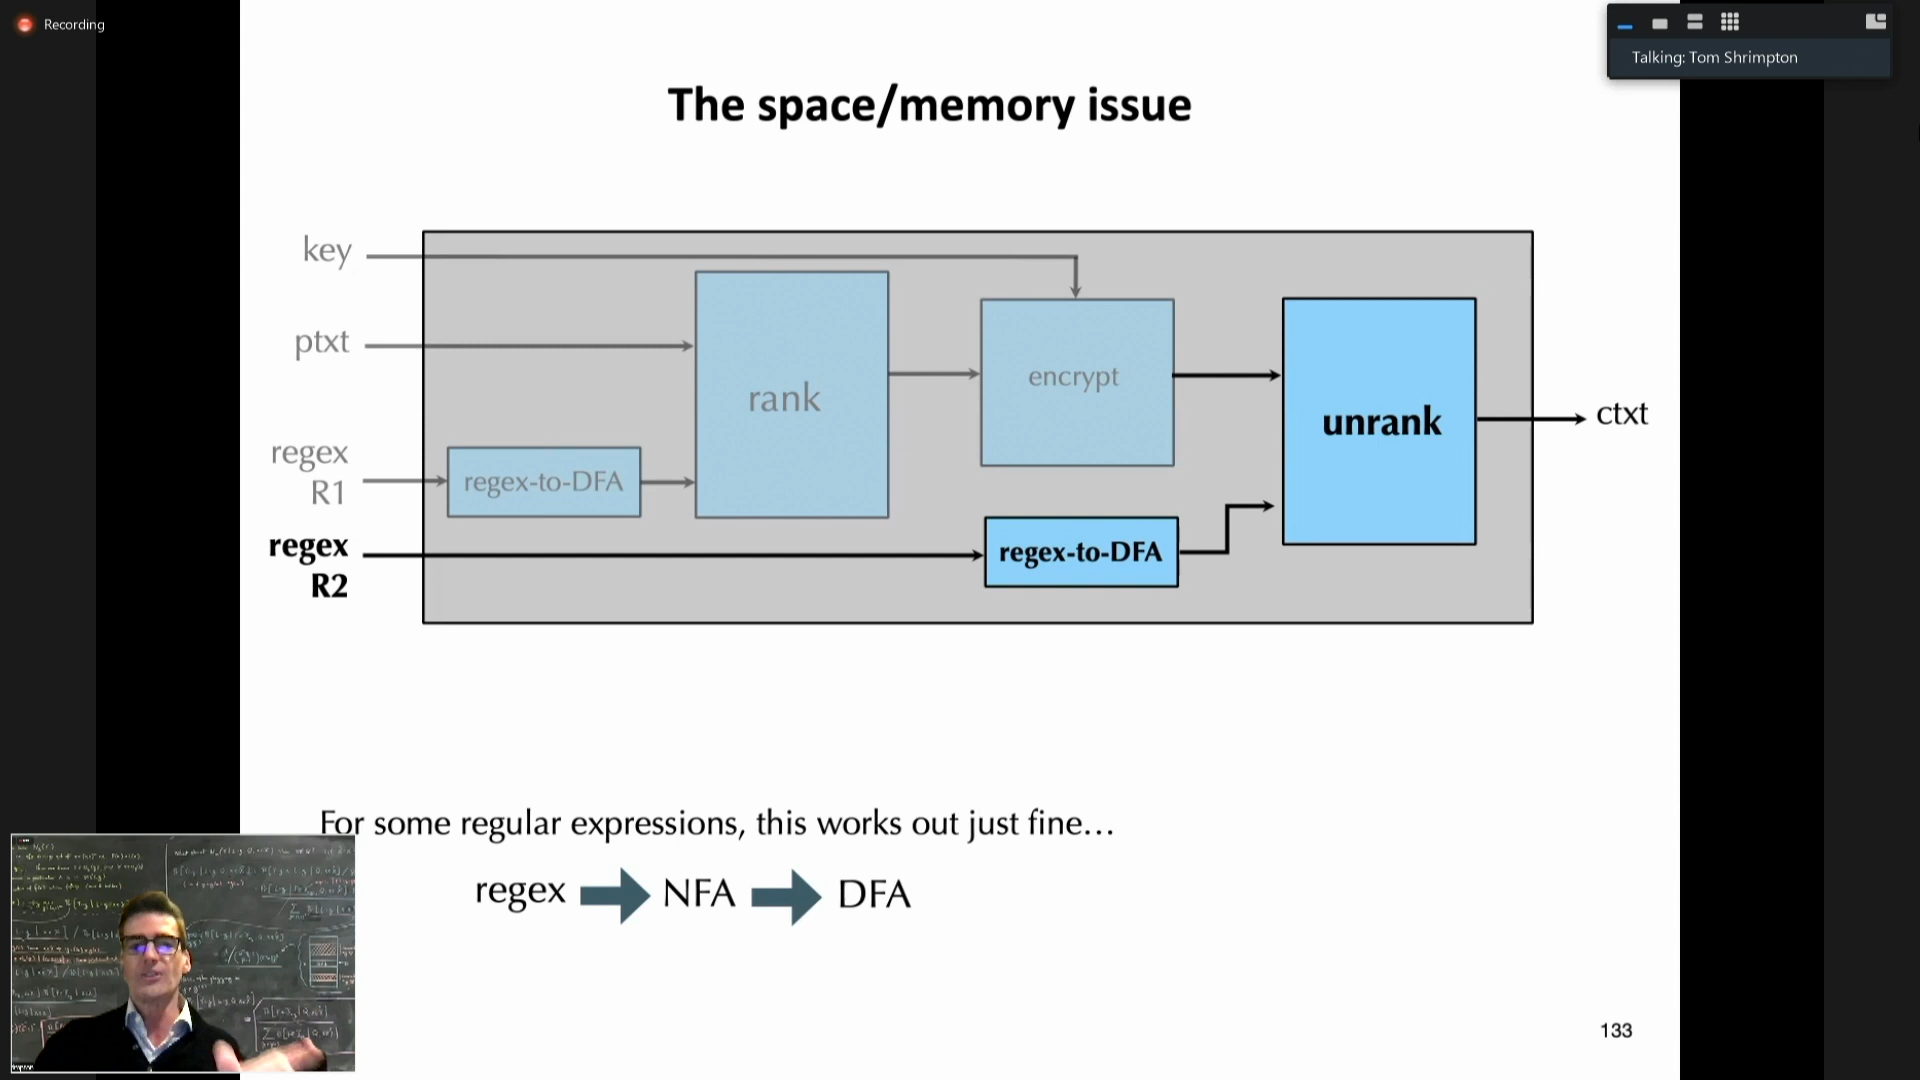 Recording
Talking: Tom Shrimpton
The space/memory issue
key
ptxt
rank
encrypt
unrank
ctxt
regex
R1
regex-to-DFA
regex
R2
regex-to-DFA
For some regular expressions, this works out just fine…
regex NFA DFA
133